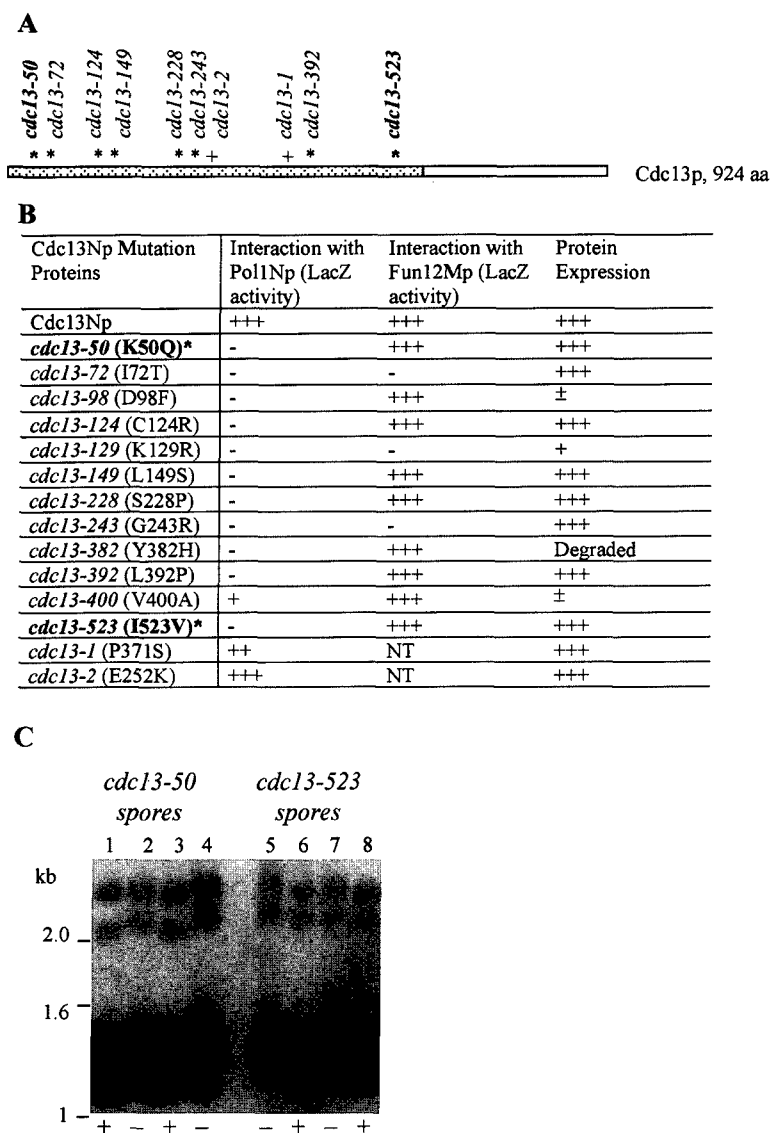 A
cdc13-50
cdc13-72
cdc13-124
cdc13-149
cdc13-228
cdc13-243
cdc13-2
cdc13-1
cdc13-392
cdc13-523
* * * * * * + + * *
Cdc13p, 924 aa
B
Cdc13Np Mutation Proteins | Interaction with Pol1Np (LacZ activity) | Interaction with Fun12Mp (LacZ activity) | Protein Expression
Cdc13Np | +++ | +++ | +++
cdc13-50 (K50Q)* | - | +++ | +++
cdc13-72 (I72T) | - | - | +++
cdc13-98 (D98F) | - | +++ | ±
cdc13-124 (C124R) | - | +++ | +++
cdc13-129 (K129R) | - | - | +
cdc13-149 (L149S) | - | +++ | +++
cdc13-228 (S228P) | - | +++ | +++
cdc13-243 (G243R) | - | - | +++
cdc13-382 (Y382H) | - | +++ | Degraded
cdc13-392 (L392P) | - | +++ | +++
cdc13-400 (V400A) | + | +++ | ±
cdc13-523 (I523V)* | - | +++ | +++
cdc13-1 (P371S) | ++ | NT | +++
cdc13-2 (E252K) | +++ | NT | +++
C
cdc13-50 spores
cdc13-523 spores
1 2 3 4 5 6 7 8
kb
2.0
1.6
1
+ – + – – + – +